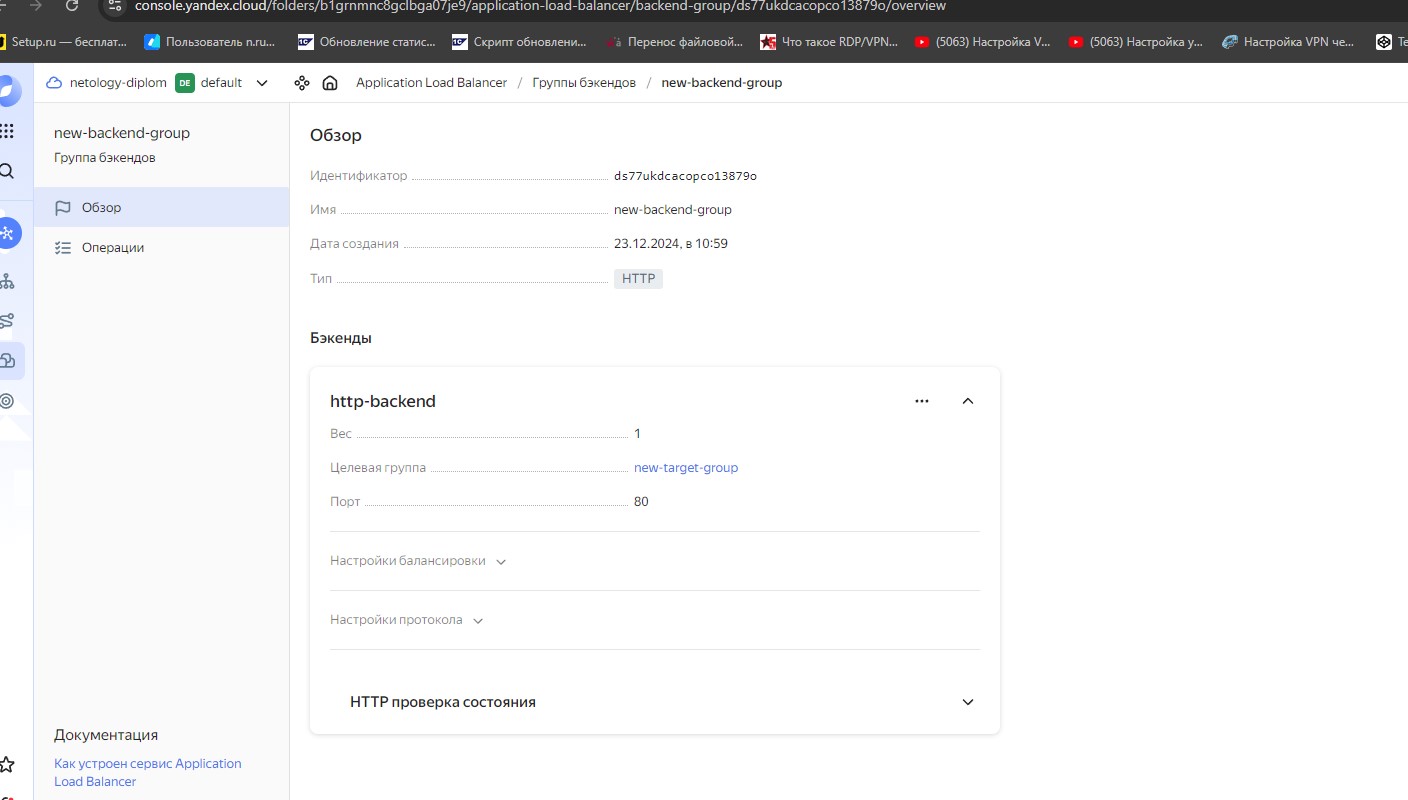 console.yandex.cloud/folders/b1grnmnc8gclbga07je9/application-load-balancer/backend-group/ds77ukdcacopco13879o/overview
Setup.ru — бесплат... Пользователь n.ru... Обновление статис... Скрипт обновлени... Перенос файловой... Что такое RDP/VPN... (5063) Настройка V... (5063) Настройка у... Настройка VPN че...
netology-diplom DE default Application Load Balancer / Группы бэкендов / new-backend-group
new-backend-group
Группа бэкендов
Обзор
Операции
Обзор
Идентификатор ds77ukdcacopco13879o
Имя new-backend-group
Дата создания 23.12.2024, в 10:59
Тип HTTP
Бэкенды
http-backend
Вес 1
Целевая группа new-target-group
Порт 80
Настройки балансировки
Настройки протокола
HTTP проверка состояния
Документация
Как устроен сервис Application
Load Balancer